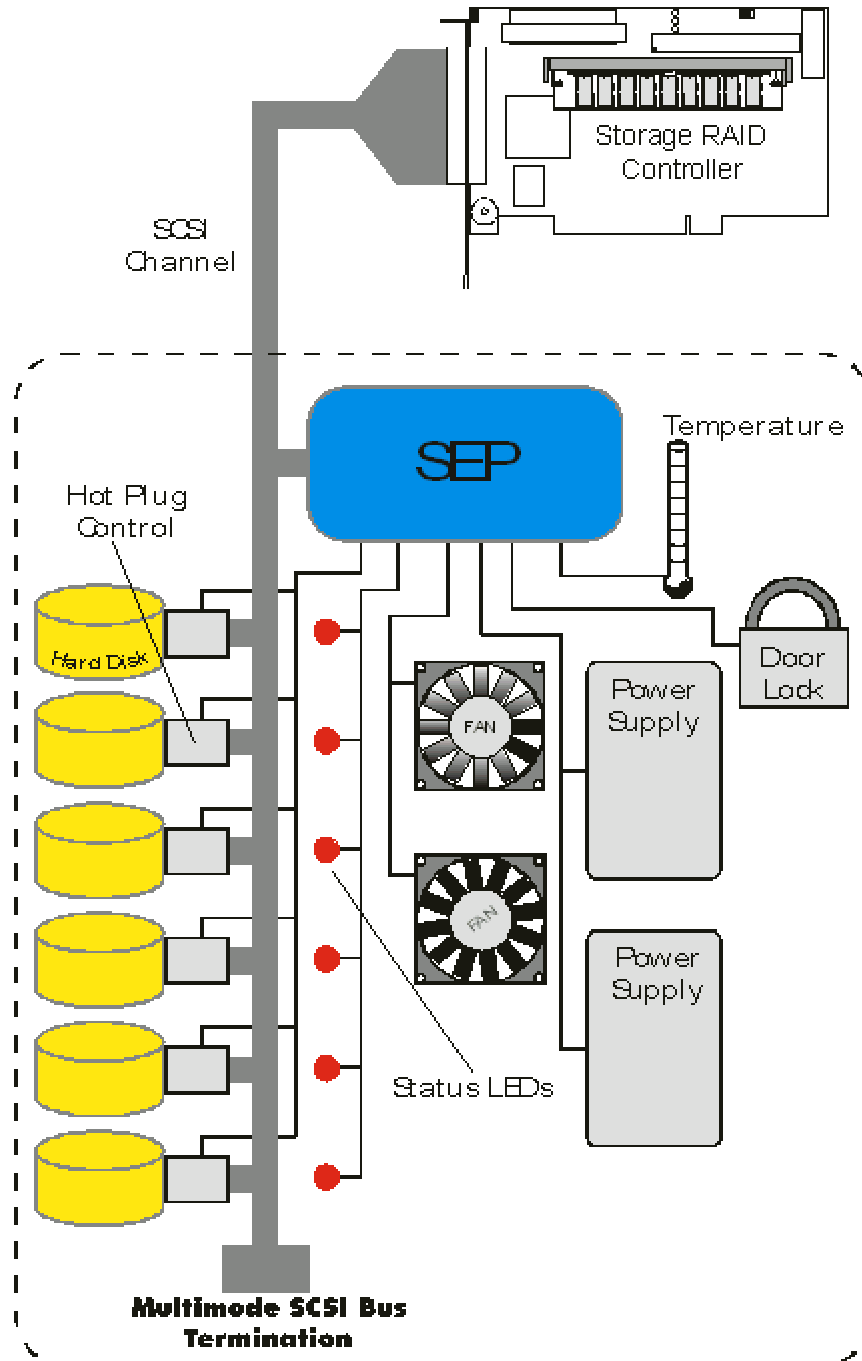 Storage RAID
Controller
SCSI
Channel
SEP
Temperature
Hot Plug
Control
Hard Disk
Door
Lock
Power
Supply
FAN
FAN
Power
Supply
Status LEDs
Multimode SCSI Bus
Termination